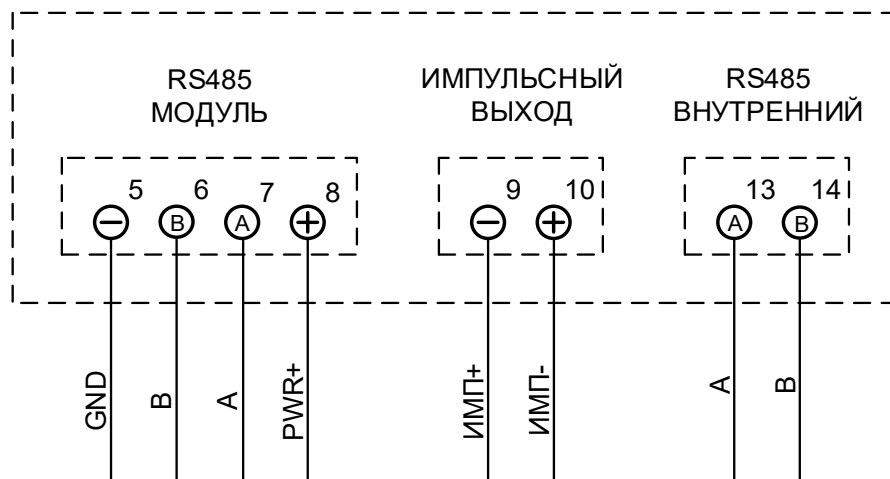 RS485
МОДУЛЬ
ИМПУЛЬСНЫЙ
ВЫХОД
RS485
ВНУТРЕННИЙ
5 6 7 8
− B A +
9 10
− +
13 14
A B
GND
B
A
PWR+
ИМП+
ИМП-
A
B